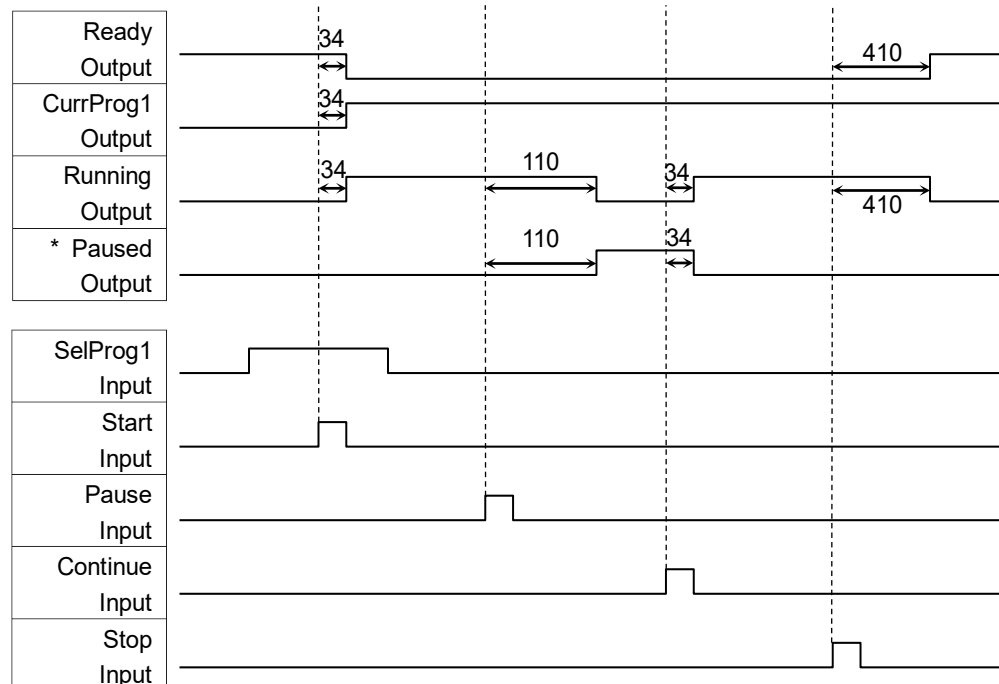 Ready
Output
34
410
CurrProg1
Output
34
Running
Output
34
110
34
410
* Paused
Output
110
34
SelProg1
Input
Start
Input
Pause
Input
Continue
Input
Stop
Input